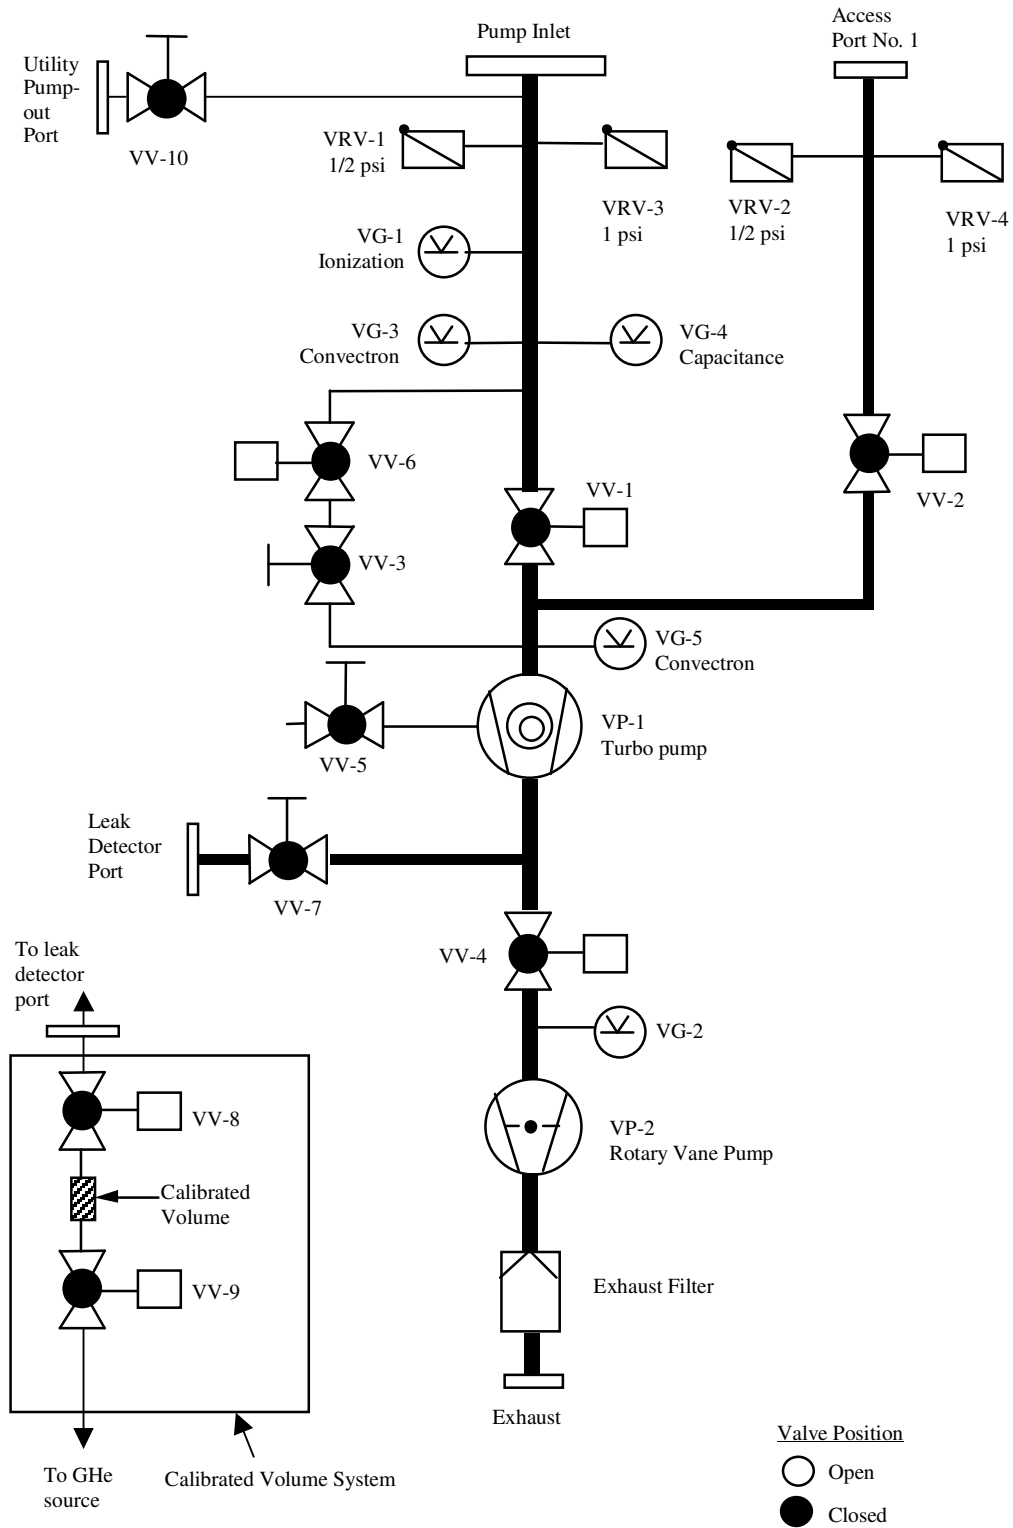 Pump Inlet
Access
Port No. 1
Utility
Pump-
out
Port
VV-10
VRV-1
1/2 psi
VRV-3
1 psi
VRV-2
1/2 psi
VRV-4
1 psi
VG-1
Ionization
VG-3
Convectron
VG-4
Capacitance
VV-6
VV-1
VV-2
VV-3
VG-5
Convectron
VP-1
Turbo pump
VV-5
Leak
Detector
Port
VV-7
To leak
detector
port
VV-4
VG-2
VV-8
VP-2
Rotary Vane Pump
Calibrated
Volume
VV-9
Exhaust Filter
Exhaust
To GHe
source
Calibrated Volume System
Valve Position
Open
Closed